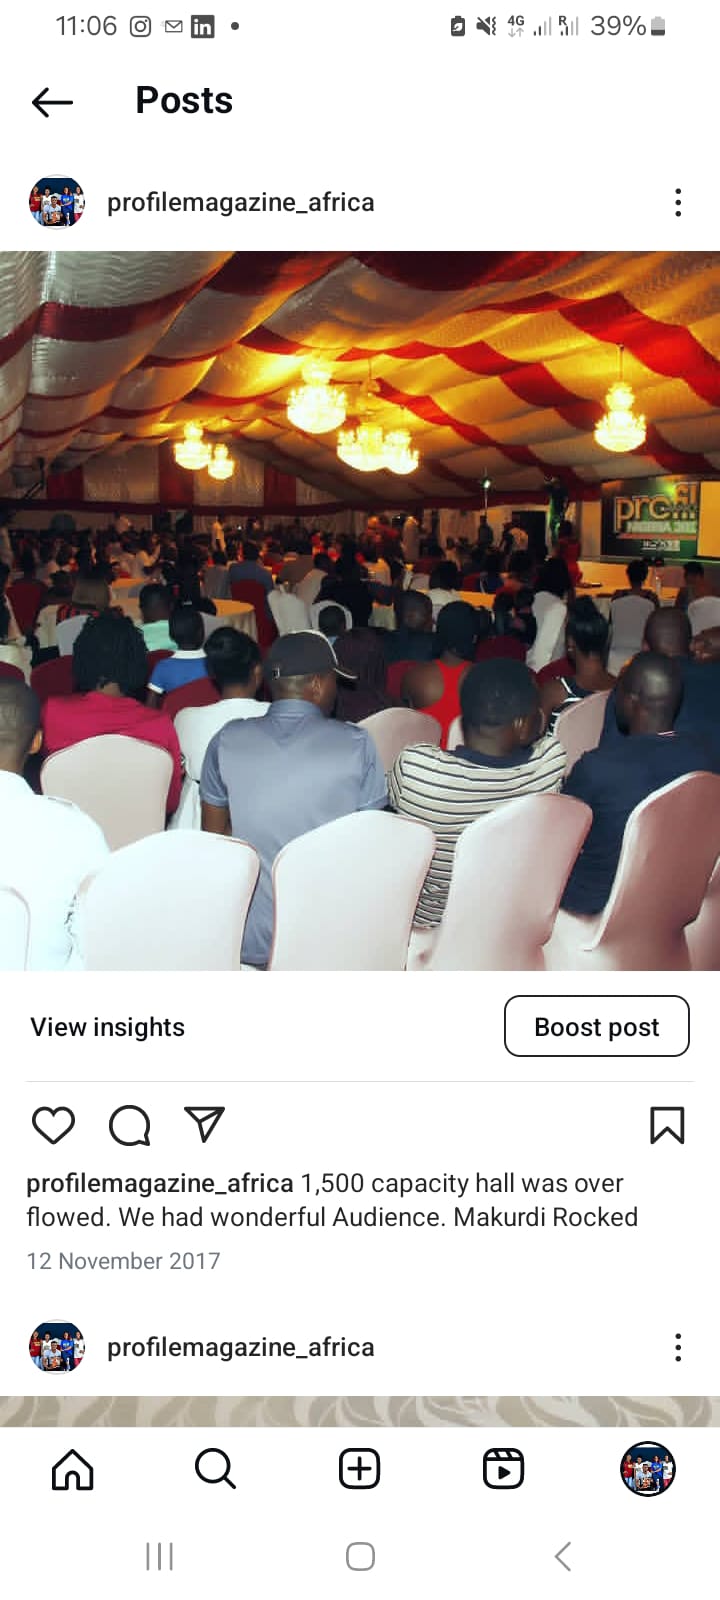 11:06
4G
R
39%
Posts
profilemagazine_africa
View insights
Boost post
profilemagazine_africa 1,500 capacity hall was over
flowed. We had wonderful Audience. Makurdi Rocked
12 November 2017
profilemagazine_africa